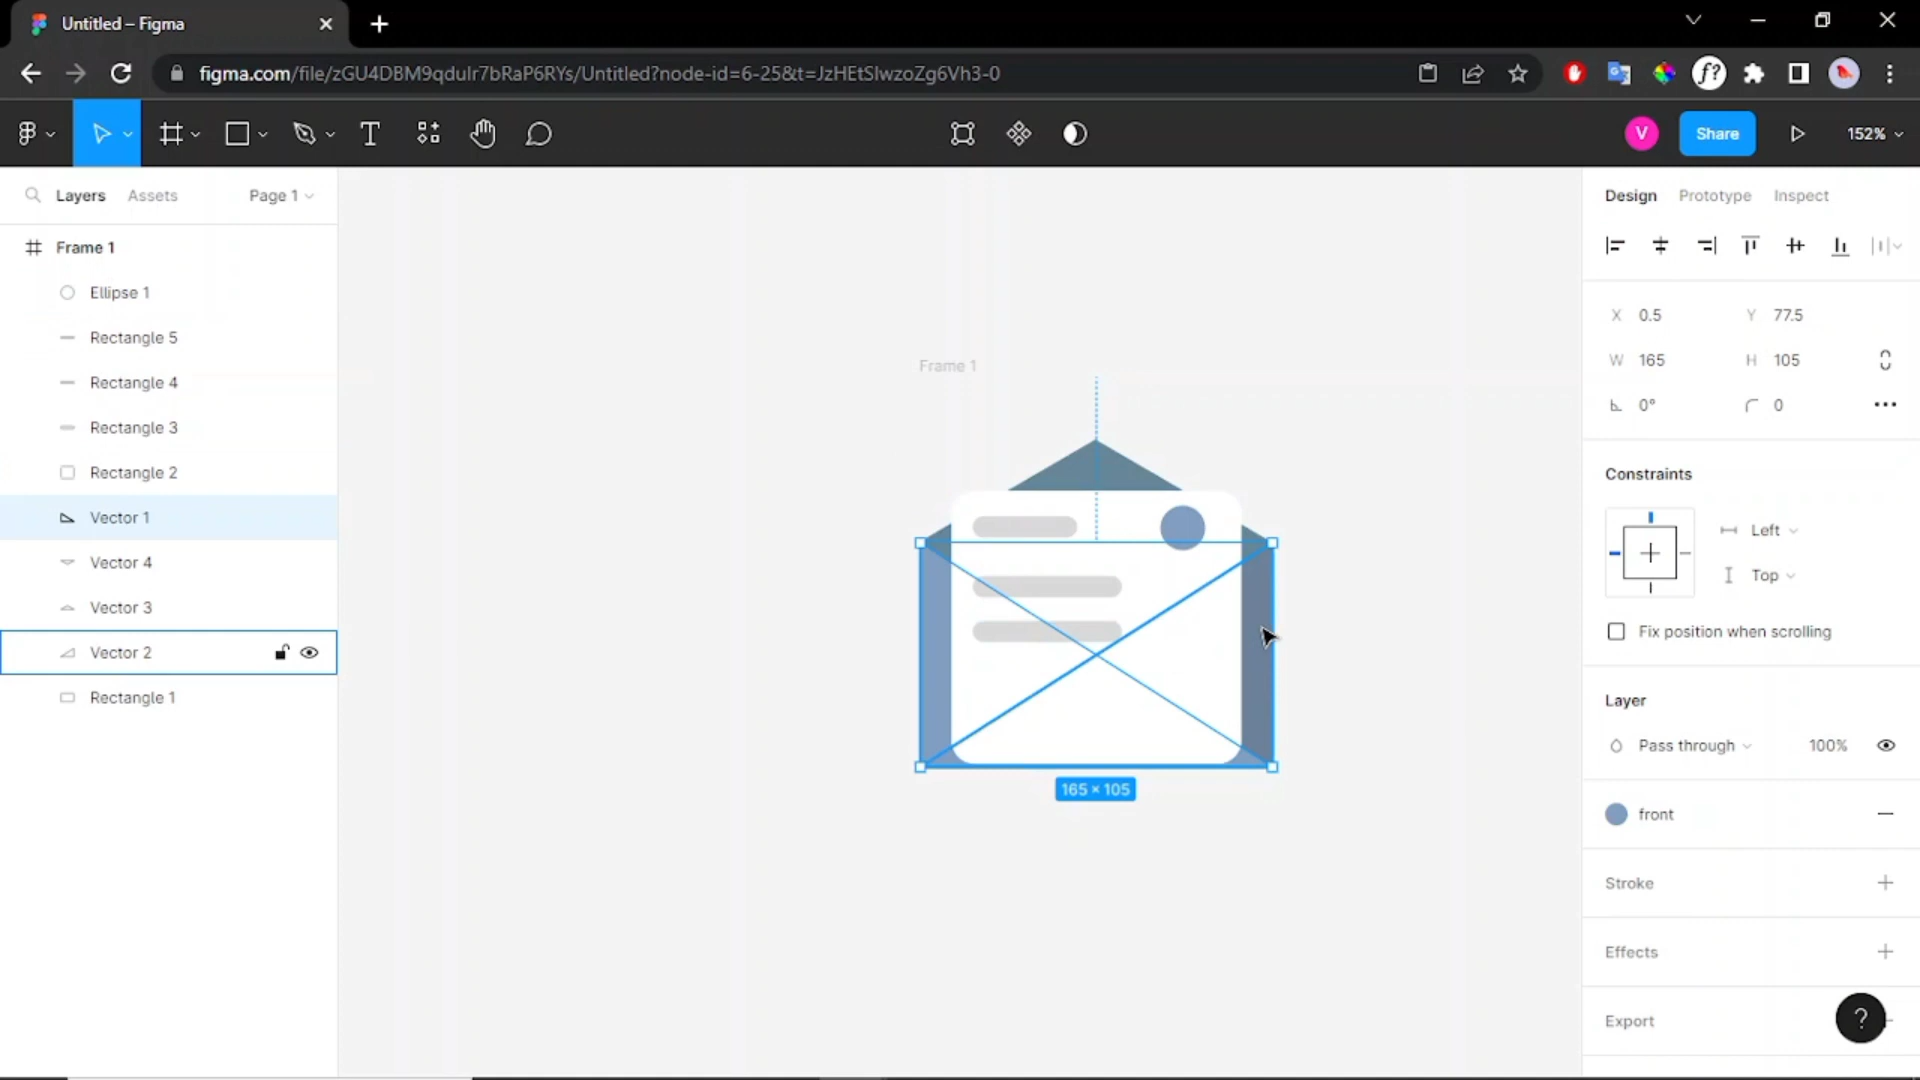 Untitled – Figma
figma.com/file/zGU4DBM9qdulr7bRaP6RYs/Untitled?node-id=6-25&t=JzHEtSlwzoZg6Vh3-0
f?
T
V
Share
152%
Layers
Assets
Page 1
Design
Prototype
Inspect
Frame 1
Ellipse 1
Rectangle 5
Rectangle 4
Rectangle 3
Rectangle 2
Vector 1
Vector 4
Vector 3
Vector 2
Rectangle 1
Frame 1
165 × 105
X 0.5
Y 77.5
W 165
H 105
0°
0
Constraints
Left
Top
Fix position when scrolling
Layer
Pass through
100%
front
Stroke
Effects
Export
?